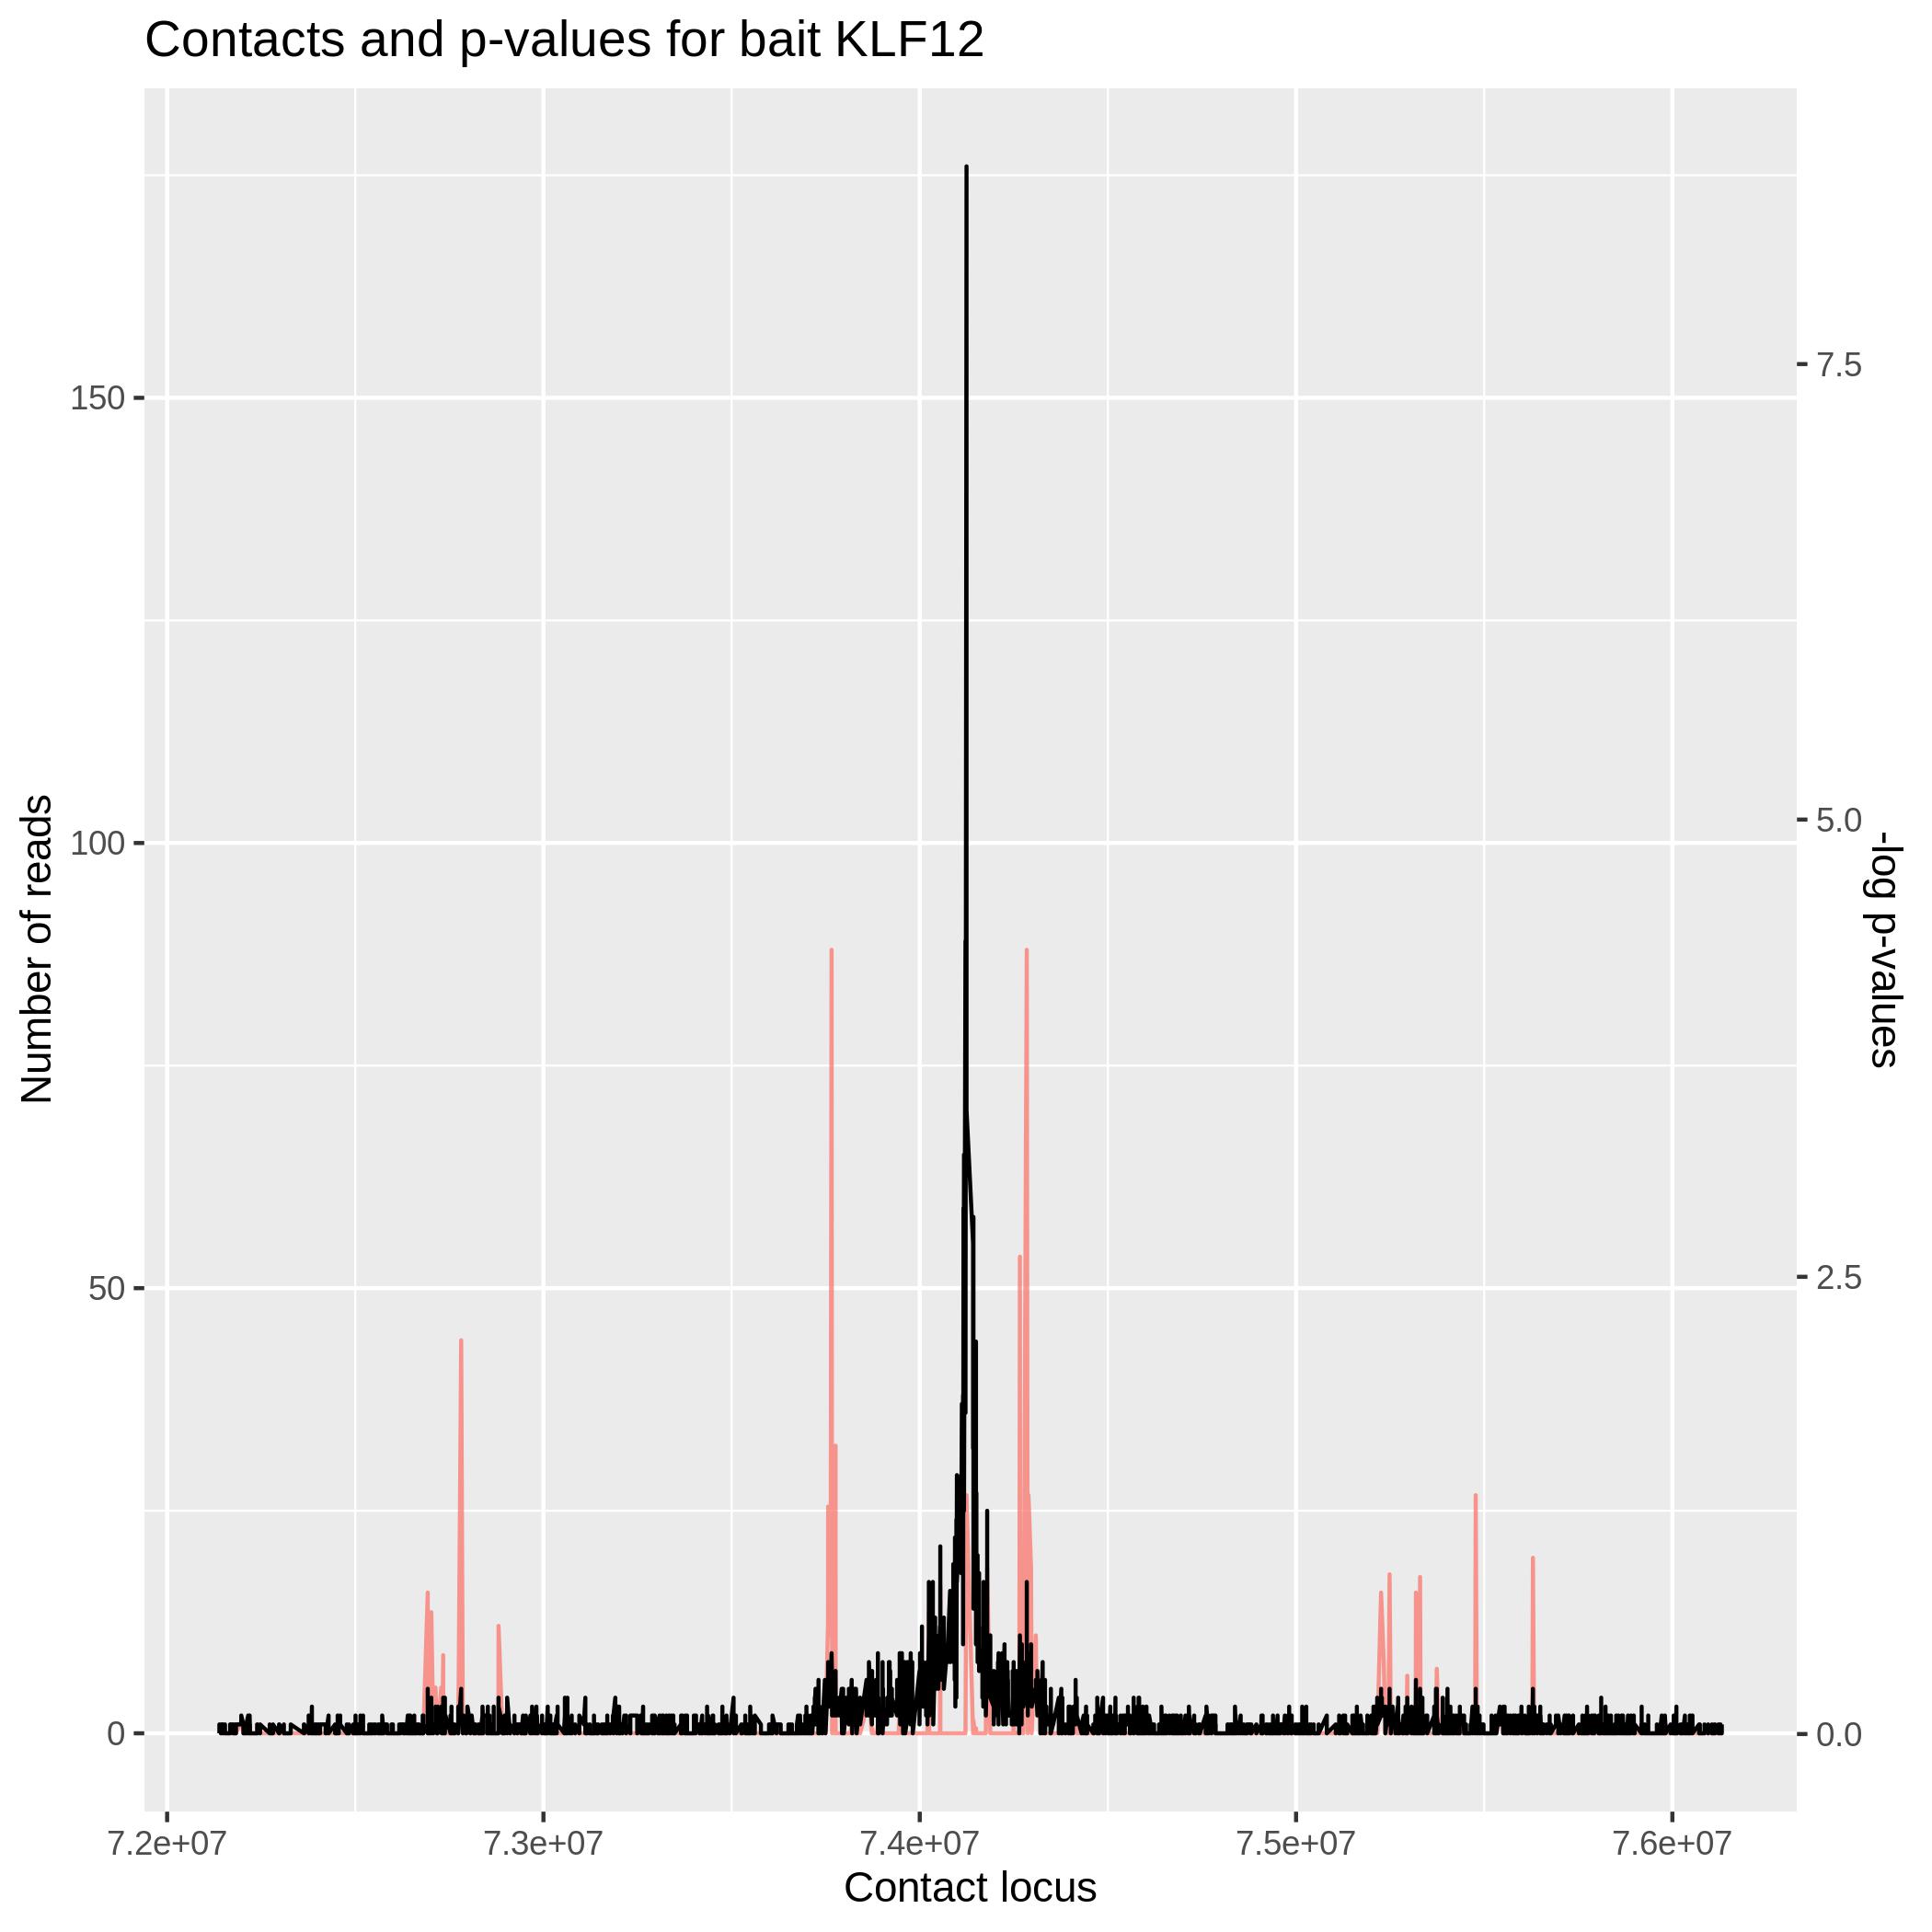 Contacts and p-values for bait KLF12
Number of reads
150
100
50
0
7.5
5.0
2.5
0.0
-log p-values
7.2e+07
7.3e+07
7.4e+07
7.5e+07
7.6e+07
Contact locus